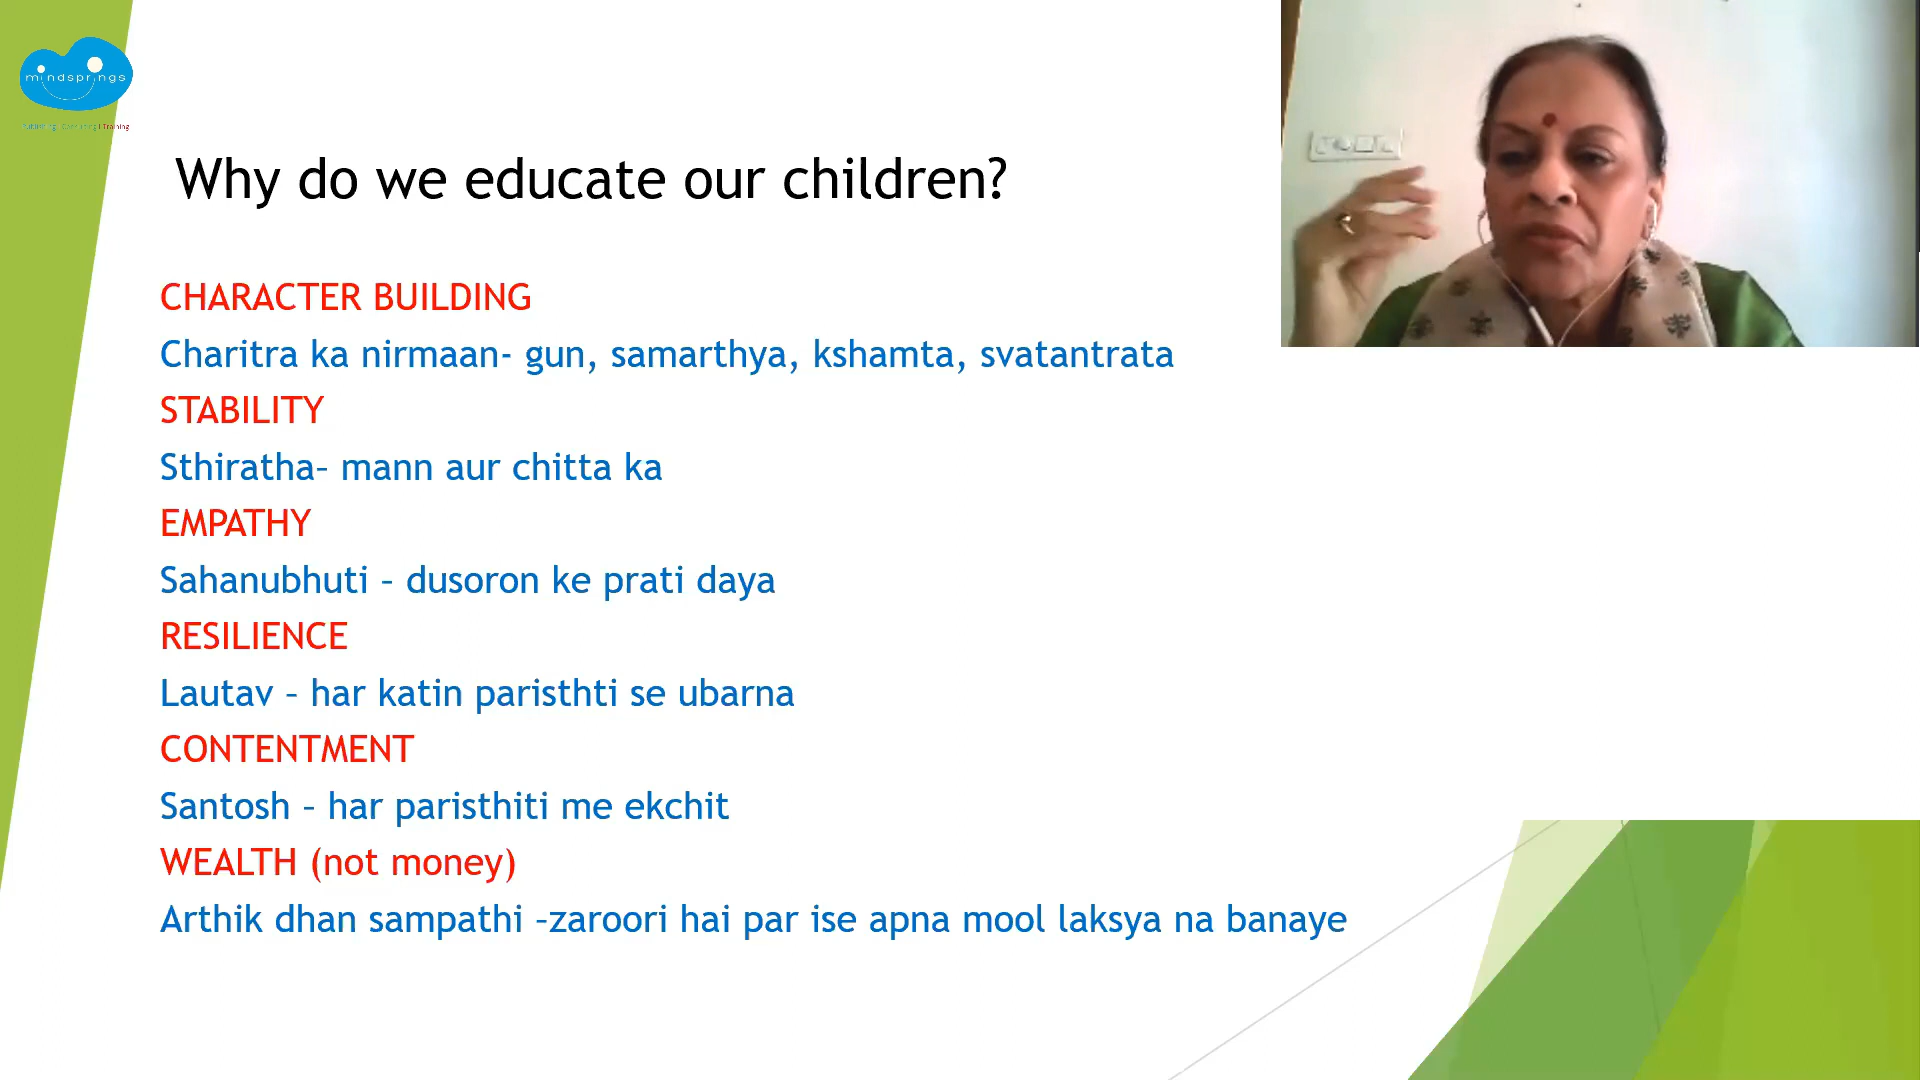 mindsprings
Why do we educate our children?
CHARACTER BUILDING
Charitra ka nirmaan- gun, samarthya, kshamta, svatantrata
STABILITY
Sthiratha– mann aur chitta ka
EMPATHY
Sahanubhuti – dusoron ke prati daya
RESILIENCE
Lautav – har katin paristhti se ubarna
CONTENTMENT
Santosh – har paristhiti me ekchit
WEALTH (not money)
Arthik dhan sampathi –zaroori hai par ise apna mool laksya na banaye